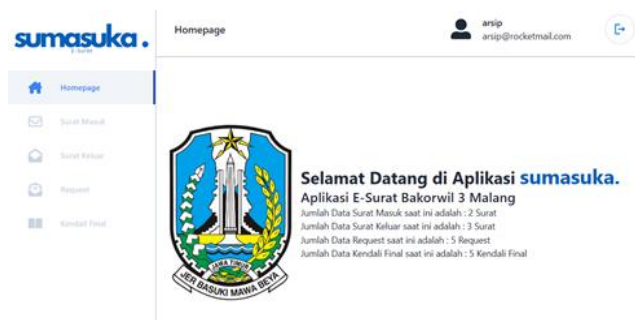 sumasuka.
E-Surat
Homepage
arsip
arsip@rocketmail.com
Homepage
Surat Masuk
Surat Keluar
Request
Kendali Final
Selamat Datang di Aplikasi sumasuka.
Aplikasi E-Surat Bakorwil 3 Malang
Jumlah Data Surat Masuk saat ini adalah : 2 Surat
Jumlah Data Surat Keluar saat ini adalah : 3 Surat
Jumlah Data Request saat ini adalah : 5 Request
Jumlah Data Kendali Final saat ini adalah : 5 Kendali Final
JAWA TIMUR
JER BASUKI MAWA BEYA